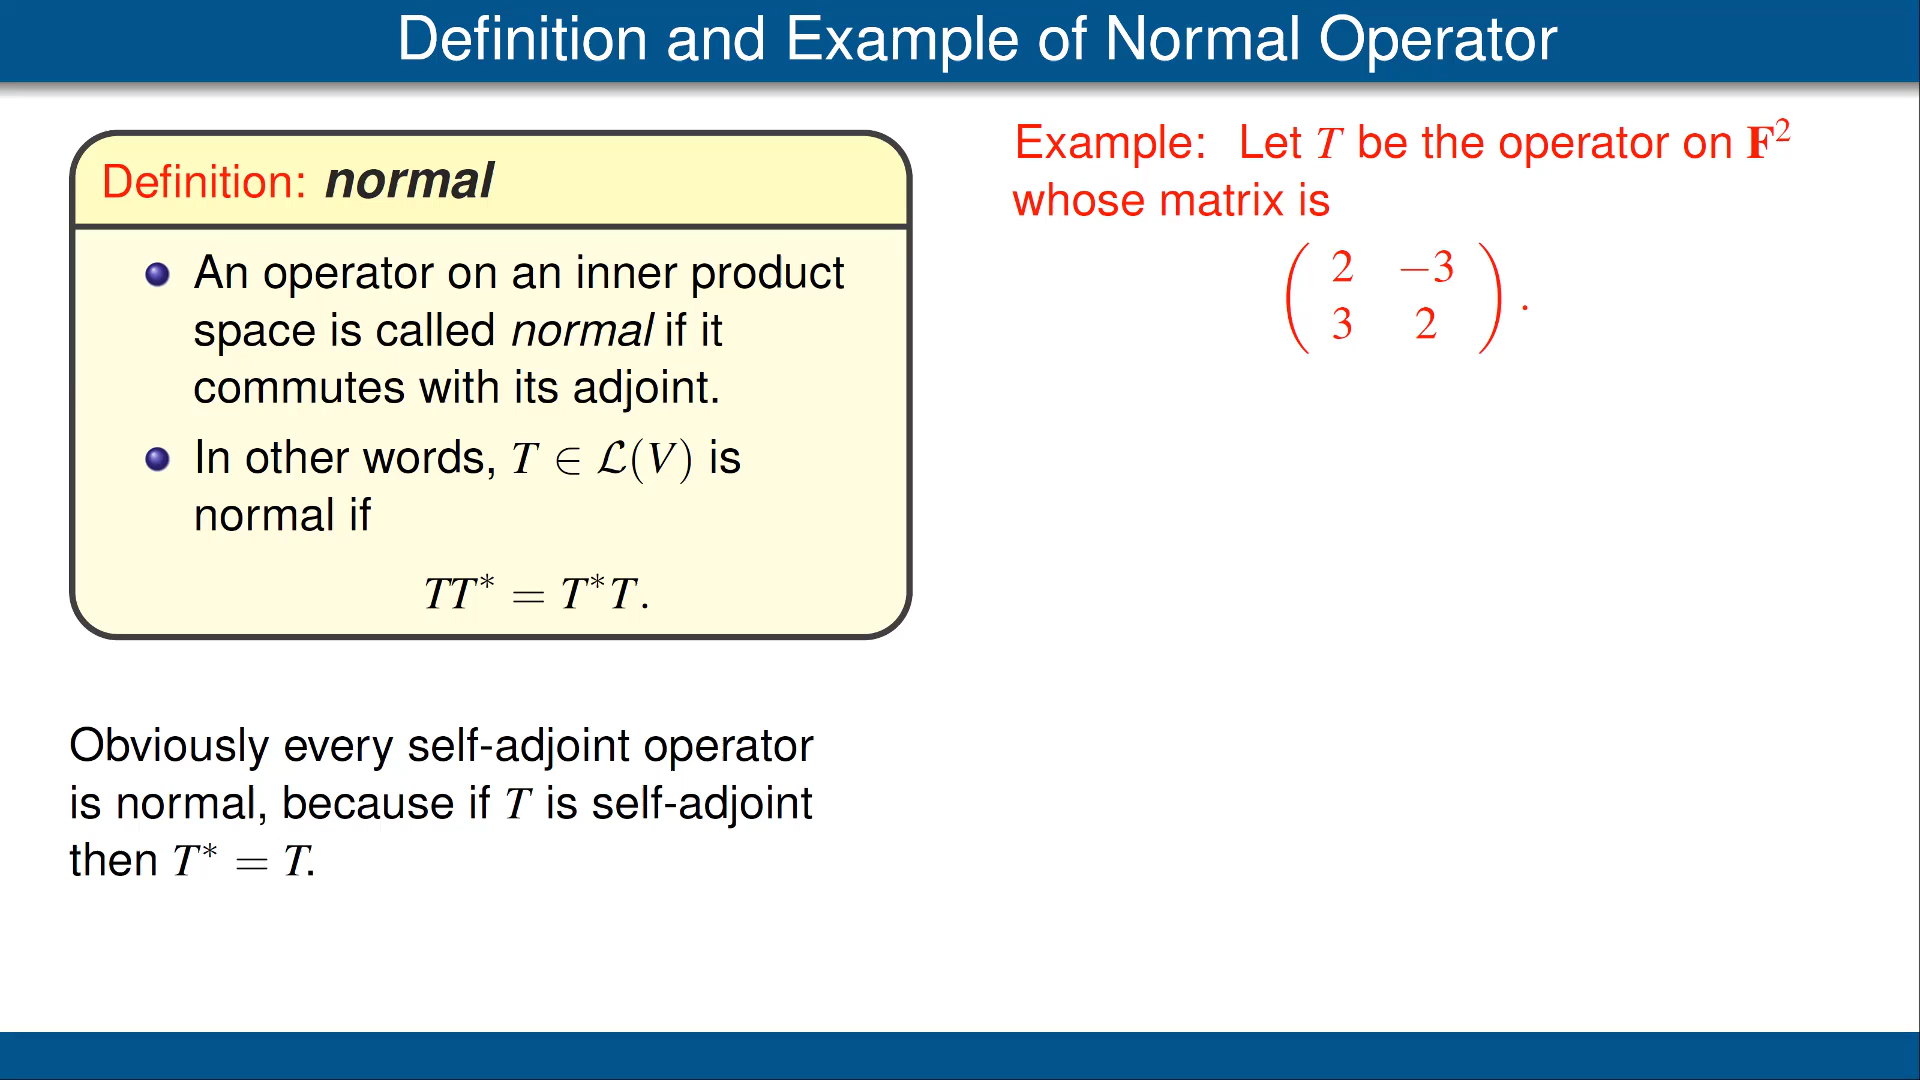 Definition and Example of Normal Operator
Definition: normal
An operator on an inner product
space is called normal if it
commutes with its adjoint.
In other words, T ∈ ℒ(V) is
normal if
TT* = T*T.
Obviously every self-adjoint operator
is normal, because if T is self-adjoint
then T* = T.
Example: Let T be the operator on F²
whose matrix is
( 2 −3
3 2 ).